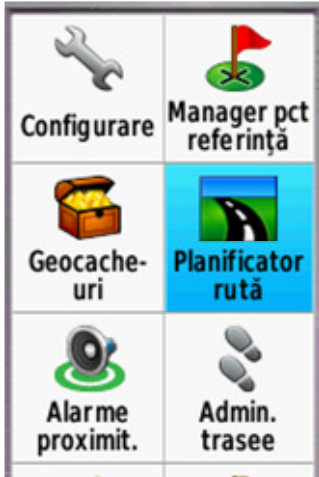 Configurare
Manager pct
referință
Geocache-
uri
Planificator
rută
Alarme
proximit.
Admin.
trasee